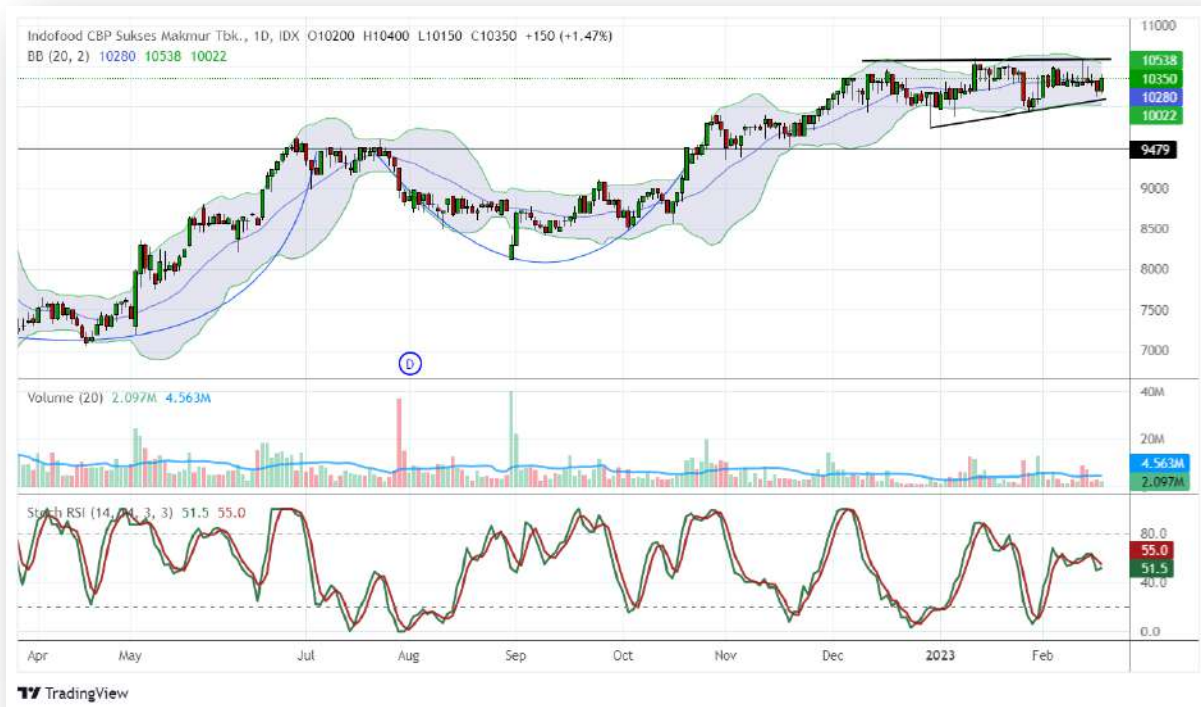 Indofood CBP Sukses Makmur Tbk., 1D, IDX O10200 H10400 L10150 C10350 +150 (+1.47%)
BB (20, 2) 10280 10538 10022
11000
10538
10350
10280
10022
9479
9000
8500
8000
7500
7000
D
Volume (20) 2.097M 4.563M
40M
20M
4.563M
2.097M
Stoch RSI (14, 14, 3, 3) 51.5 55.0
80.0
55.0
51.5
40.0
0.0
Apr May Jul Aug Sep Oct Nov Dec 2023 Feb
TradingView